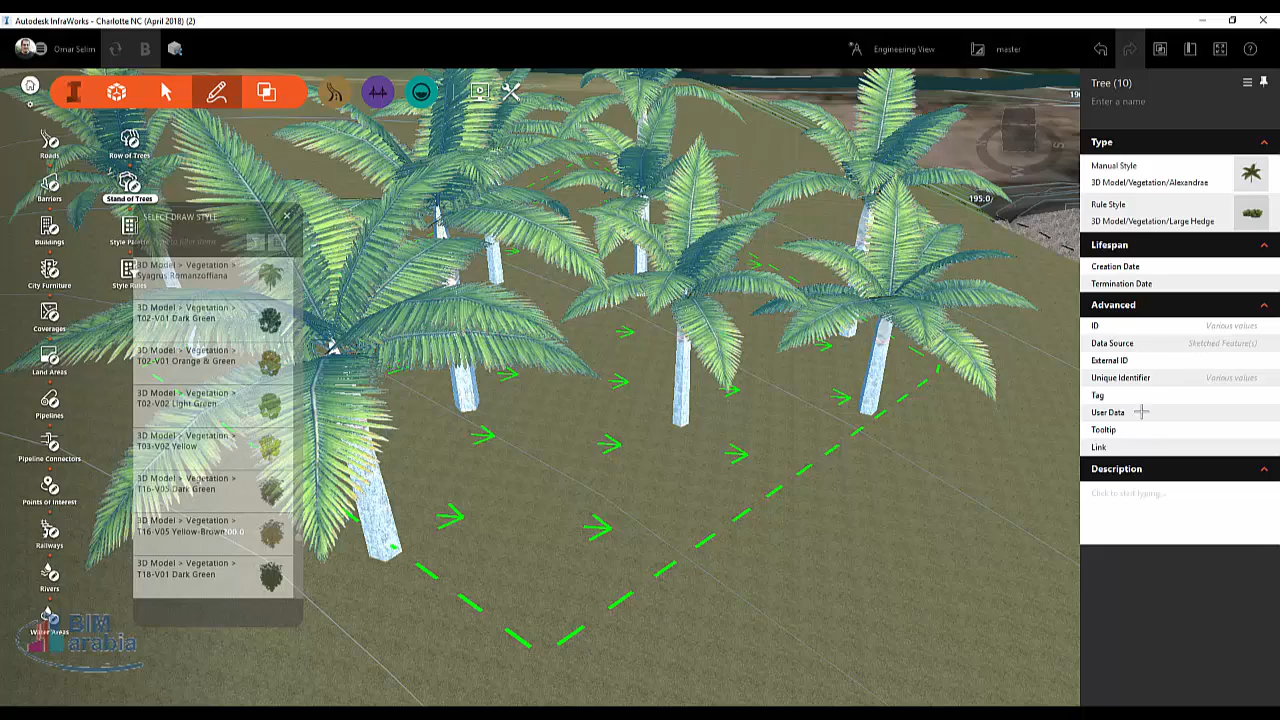 Autodesk InfraWorks - Charlotte NC (April 2018) (2)
Omar Selim
Engineering View
master
Roads
Barriers
Buildings
City Furniture
Coverages
Land Areas
Pipelines
Pipeline Connectors
Points of Interest
Railways
Rivers
Water Areas
Row of Trees
Stand of Trees
Style Rules
SELECT DRAW STYLE
3D Model > Vegetation >
Syagrus Romanzoffiana
3D Model > Vegetation >
T02-V01 Dark Green
3D Model > Vegetation >
T02-V01 Orange & Green
3D Model > Vegetation >
T02-V02 Light Green
3D Model > Vegetation >
T03-V02 Yellow
3D Model > Vegetation >
T16-V05 Dark Green
3D Model > Vegetation >
T16-V05 Yellow-Brown
3D Model > Vegetation >
T18-V01 Dark Green
200.0
195.0
S
W
BIM
arabia
Tree (10)
Enter a name
Type
Manual Style
3D Model/Vegetation/Alexandrae
Rule Style
3D Model/Vegetation/Large Hedge
Lifespan
Creation Date
Termination Date
Advanced
ID Various values
Data Source Sketched Feature(s)
External ID
Unique Identifier Various values
Tag
User Data
Tooltip
Link
Description
Click to start typing...